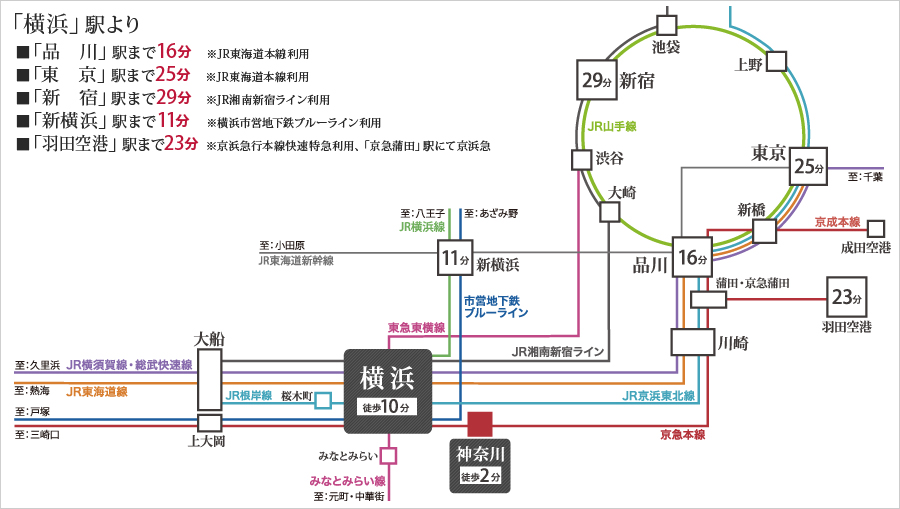 「横浜」駅より
■「品　川」駅まで16分 ※JR東海道本線利用
■「東　京」駅まで25分 ※JR東海道本線利用
■「新　宿」駅まで29分 ※JR湘南新宿ライン利用
■「新横浜」駅まで11分 ※横浜市営地下鉄ブルーライン利用
■「羽田空港」駅まで23分 ※京浜急行本線快速特急利用、「京急蒲田」駅にて京浜急
池袋
上野
29分 新宿
JR山手線
渋谷
東京
25分
至：千葉
大崎
新橋
京成本線
成田空港
至：八王子
至：あざみ野
JR横浜線
至：小田原
JR東海道新幹線
11分 新横浜
品川 16分
蒲田・京急蒲田
23分
羽田空港
市営地下鉄
ブルーライン
東急東横線
川崎
大船
JR湘南新宿ライン
至：久里浜
JR横須賀線・総武快速線
横浜
徒歩10分
至：熱海
JR東海道線
JR根岸線
桜木町
JR京浜東北線
至：戸塚
至：三崎口
上大岡
京急本線
神奈川
徒歩2分
みなとみらい
みなとみらい線
至：元町・中華街